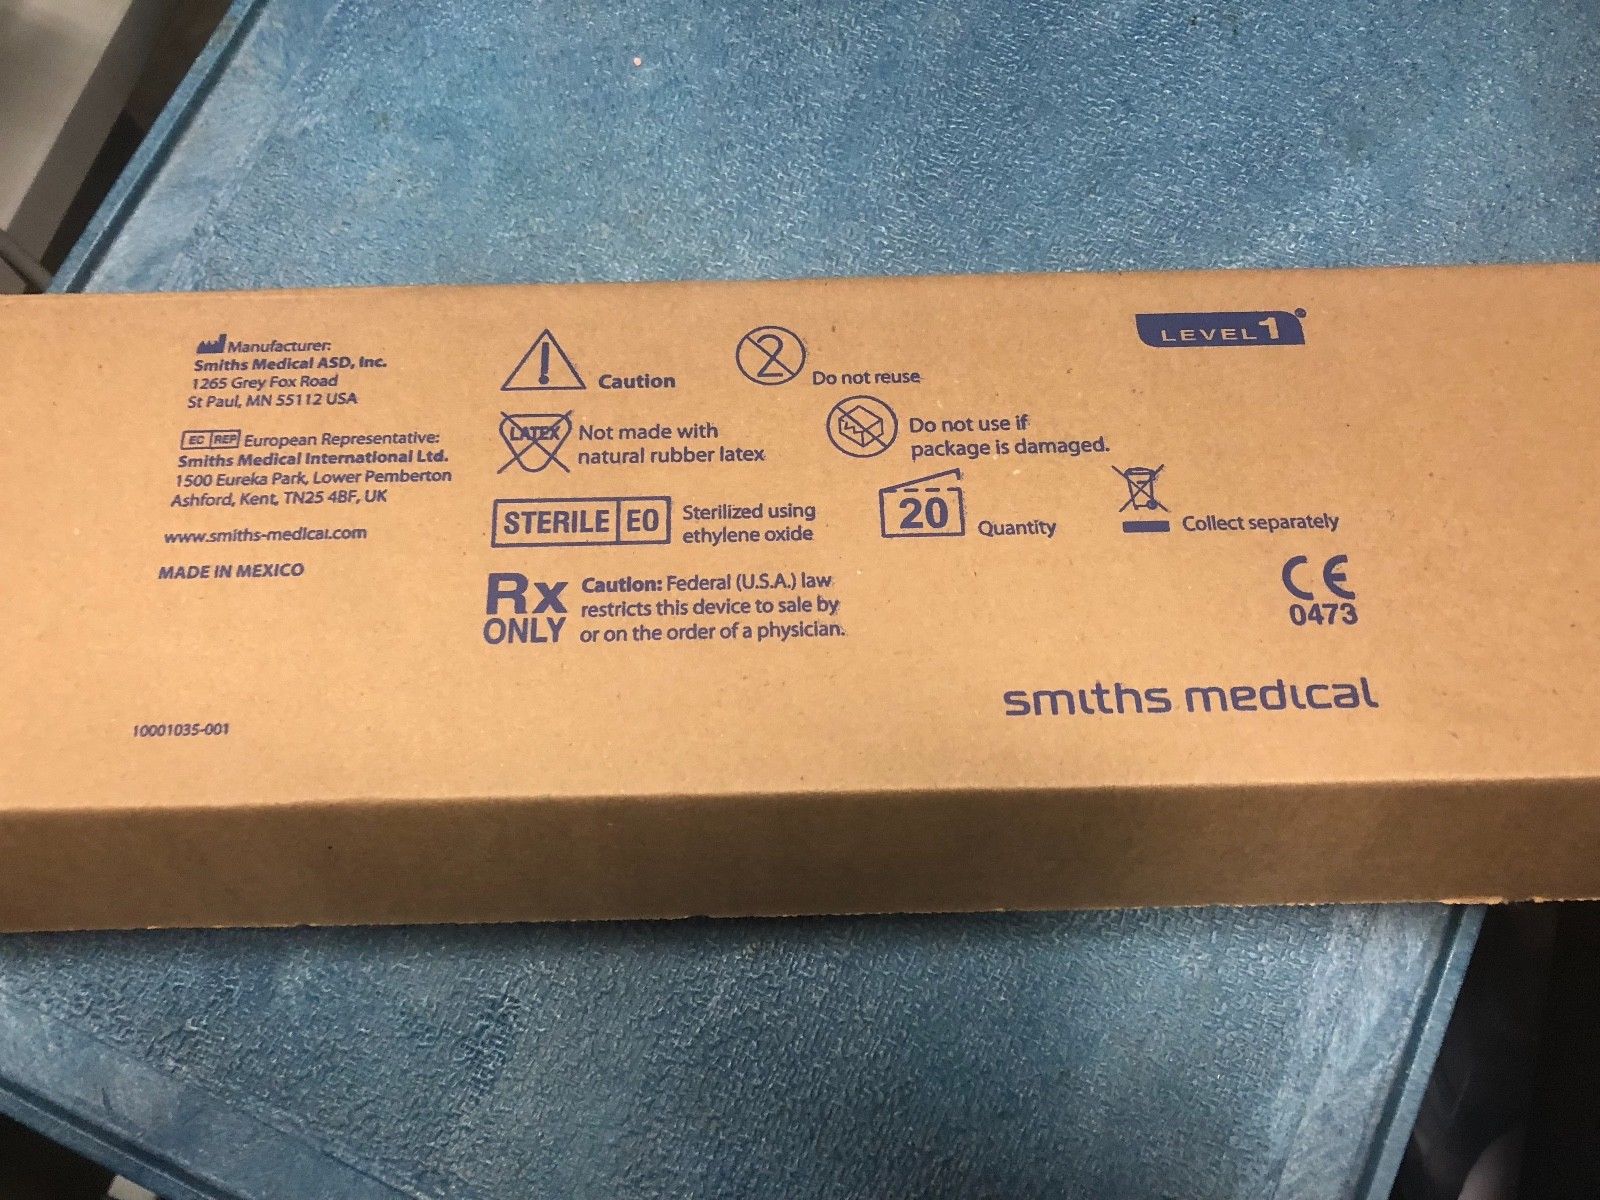 Manufacturer:
Smiths Medical ASD, Inc.
1265 Grey Fox Road
St Paul, MN 55112 USA
EC REP European Representative:
Smiths Medical International Ltd.
1500 Eureka Park, Lower Pemberton
Ashford, Kent, TN25 4BF, UK
www.smiths-medical.com
MADE IN MEXICO
10001035-001
Caution
2 Do not reuse
LATEX Not made with
natural rubber latex
Do not use if
package is damaged.
STERILE EO Sterilized using
ethylene oxide
20 Quantity
Collect separately
Rx ONLY
Caution: Federal (U.S.A.) law
restricts this device to sale by
or on the order of a physician.
LEVEL 1®
CE
0473
smiths medical